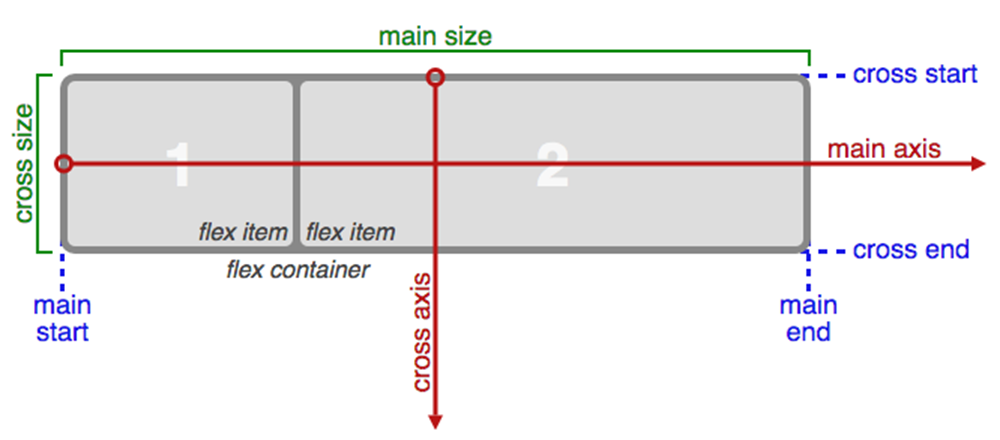 main size
cross start
cross size
1
2
main axis
flex item
flex item
cross end
flex container
main
start
cross axis
main
end